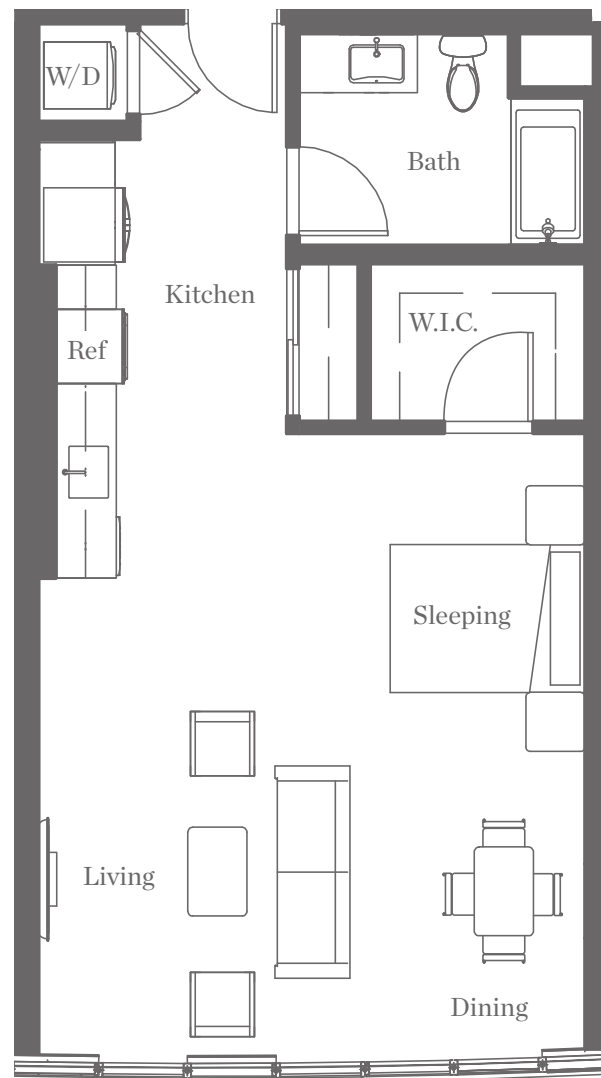 W/D
Bath
Kitchen
W.I.C.
Ref
Sleeping
Living
Dining